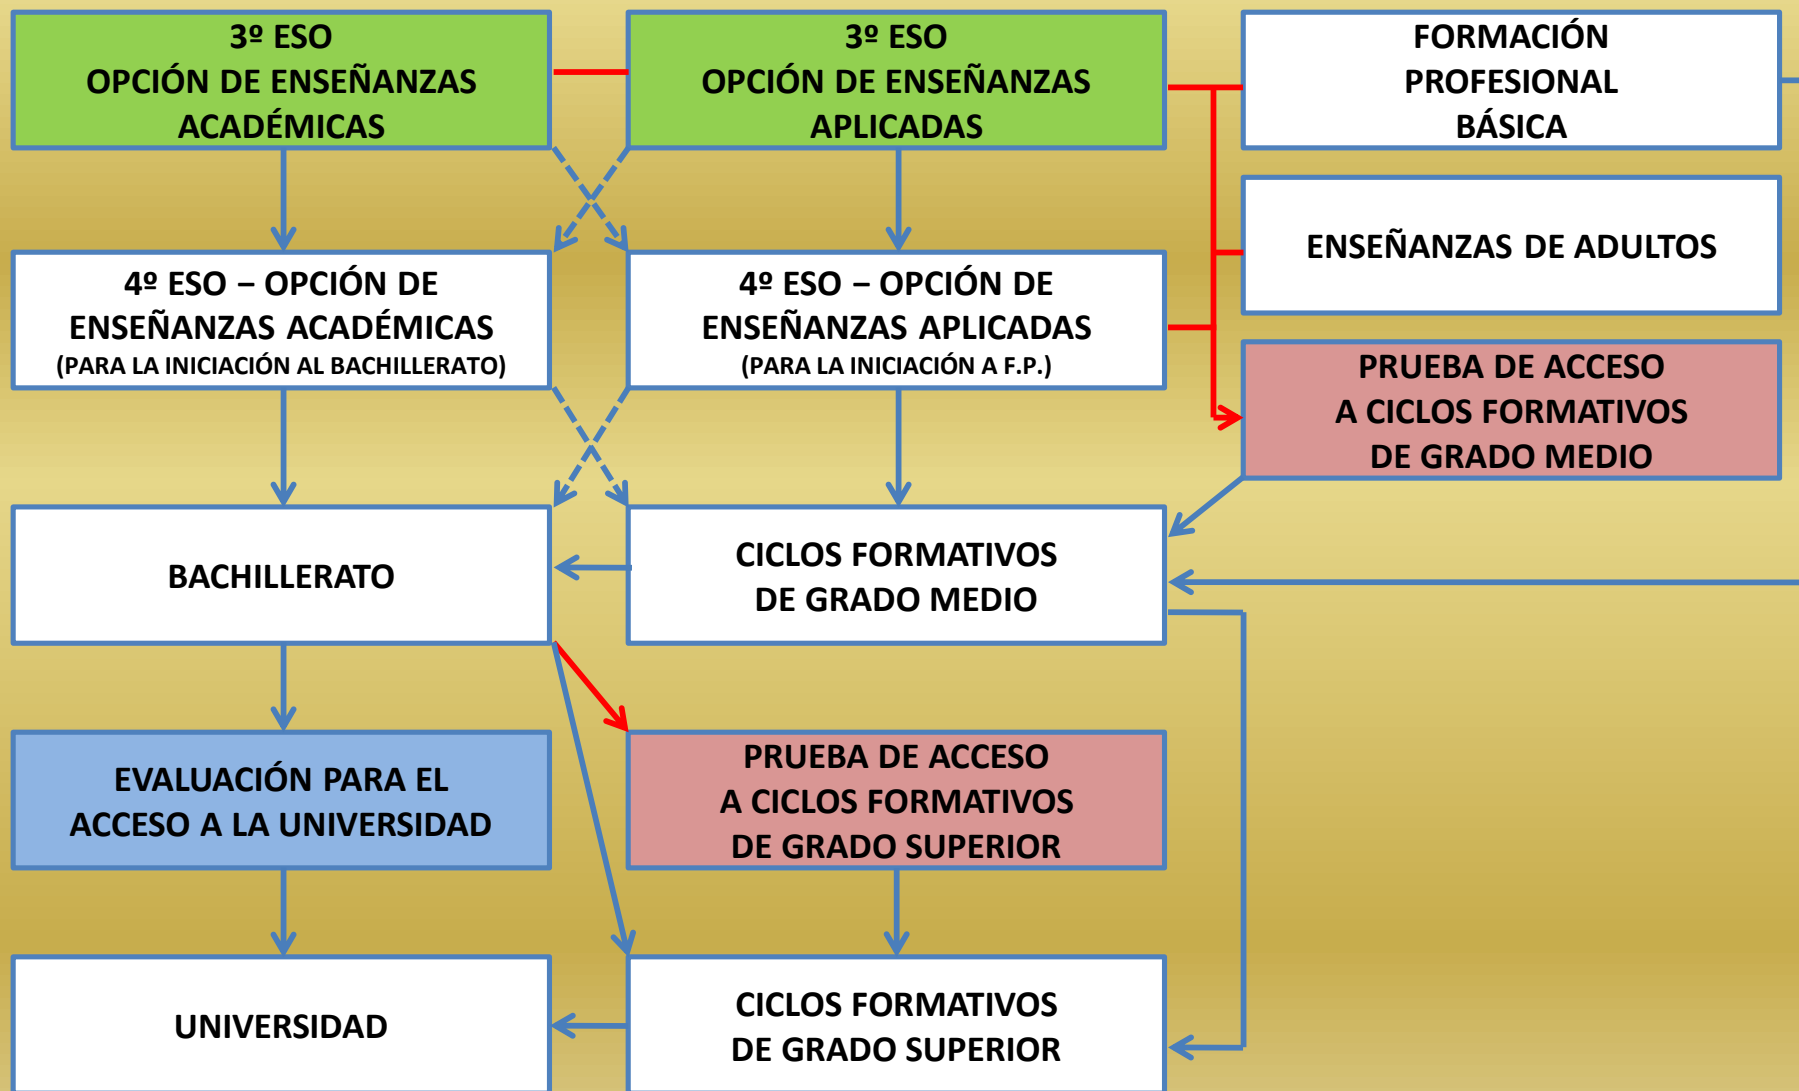 3º ESO
OPCIÓN DE ENSEÑANZAS
ACADÉMICAS
3º ESO
OPCIÓN DE ENSEÑANZAS
APLICADAS
FORMACIÓN
PROFESIONAL
BÁSICA
ENSEÑANZAS DE ADULTOS
4º ESO – OPCIÓN DE
ENSEÑANZAS ACADÉMICAS
(PARA LA INICIACIÓN AL BACHILLERATO)
4º ESO – OPCIÓN DE
ENSEÑANZAS APLICADAS
(PARA LA INICIACIÓN A F.P.)
PRUEBA DE ACCESO
A CICLOS FORMATIVOS
DE GRADO MEDIO
BACHILLERATO
CICLOS FORMATIVOS
DE GRADO MEDIO
EVALUACIÓN PARA EL
ACCESO A LA UNIVERSIDAD
PRUEBA DE ACCESO
A CICLOS FORMATIVOS
DE GRADO SUPERIOR
UNIVERSIDAD
CICLOS FORMATIVOS
DE GRADO SUPERIOR